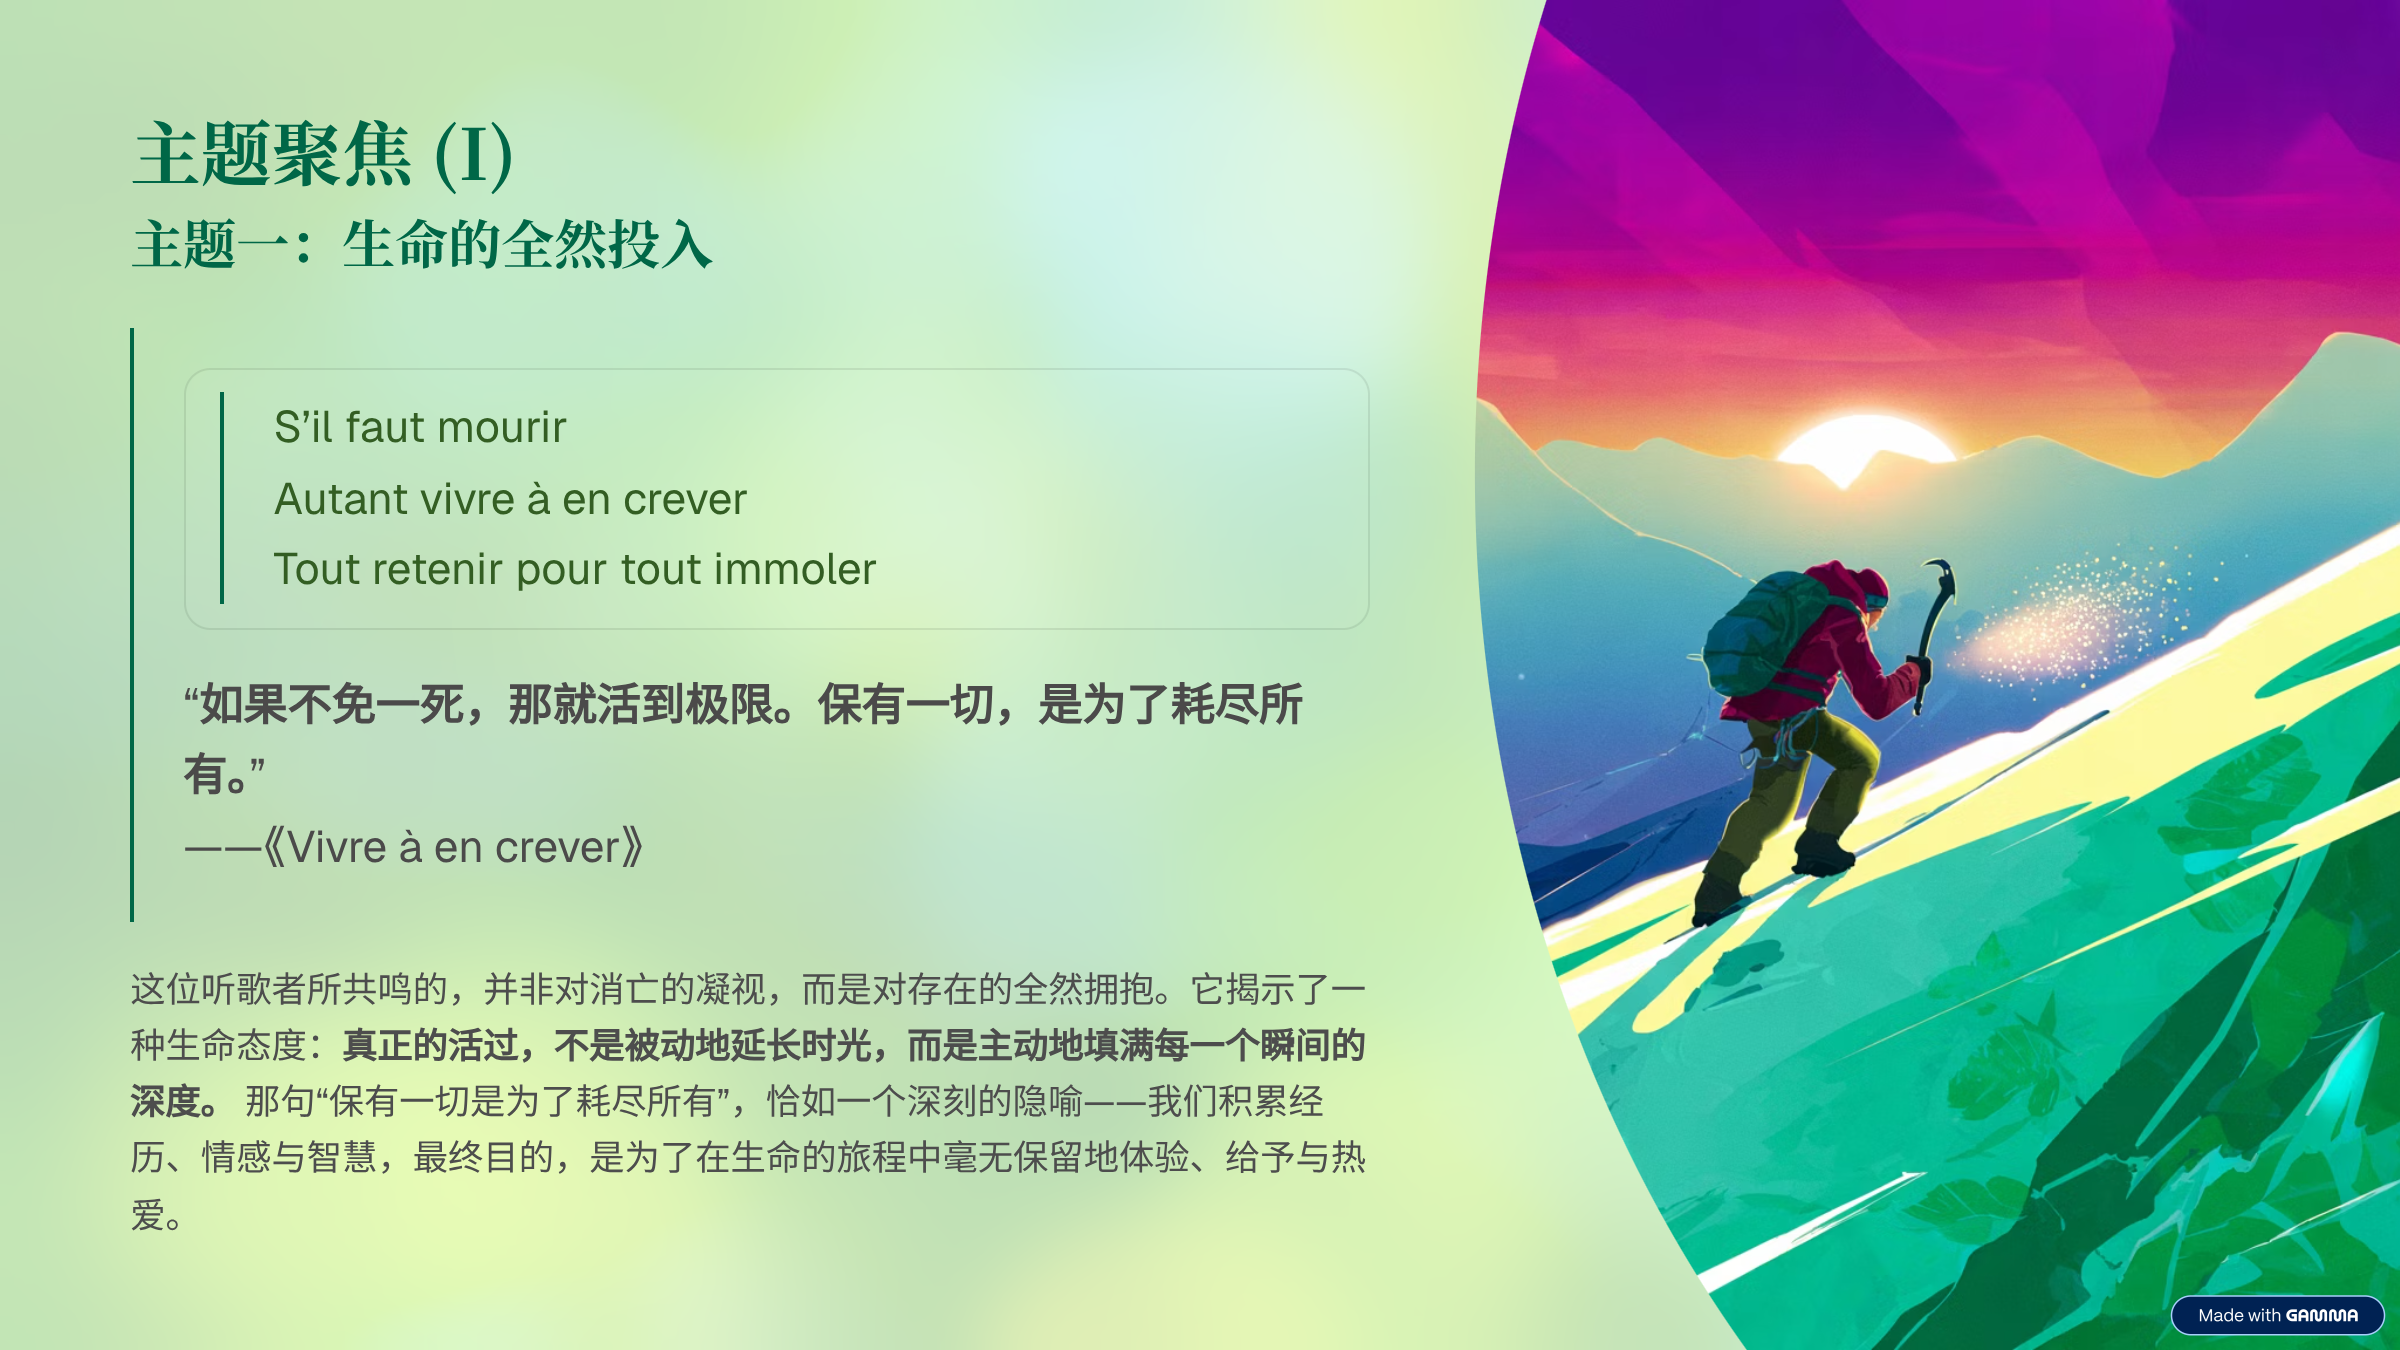 主题聚焦 (I)
主题一：生命的全然投入
S’il faut mourir
Autant vivre à en crever
Tout retenir pour tout immoler
“如果不免一死，那就活到极限。保有一切，是为了耗尽所
有。”
——《Vivre à en crever》
这位听歌者所共鸣的，并非对消亡的凝视，而是对存在的全然拥抱。它揭示了一
种生命态度：真正的活过，不是被动地延长时光，而是主动地填满每一个瞬间的
深度。 那句“保有一切是为了耗尽所有”，恰如一个深刻的隐喻——我们积累经
历、情感与智慧，最终目的，是为了在生命的旅程中毫无保留地体验、给予与热
爱。
Made with GAMMA